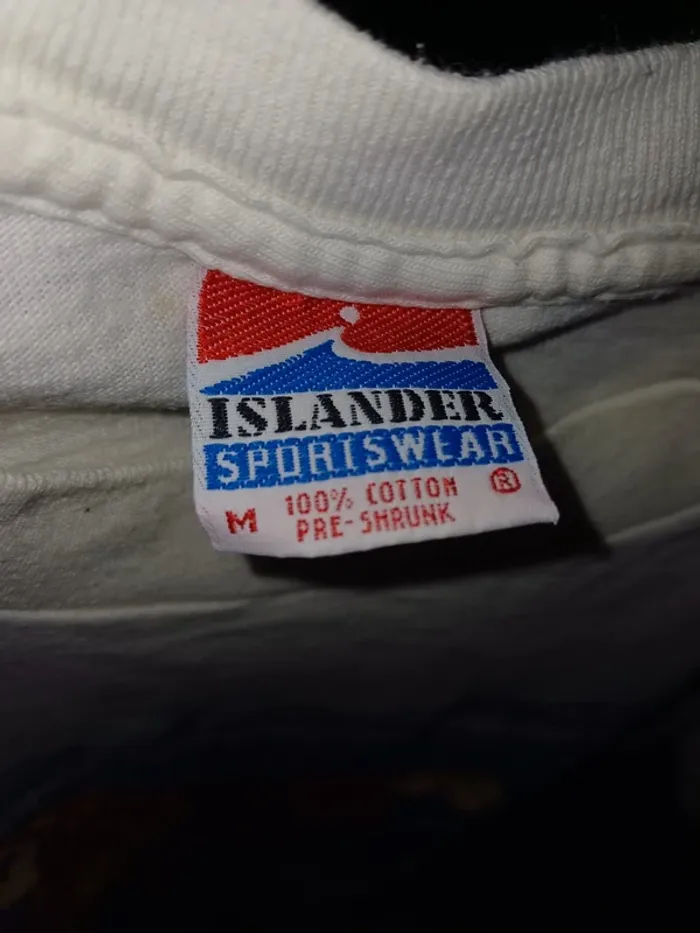 ISLANDER
SPORTSWEAR
®
M 100% COTTON
PRE-SHRUNK